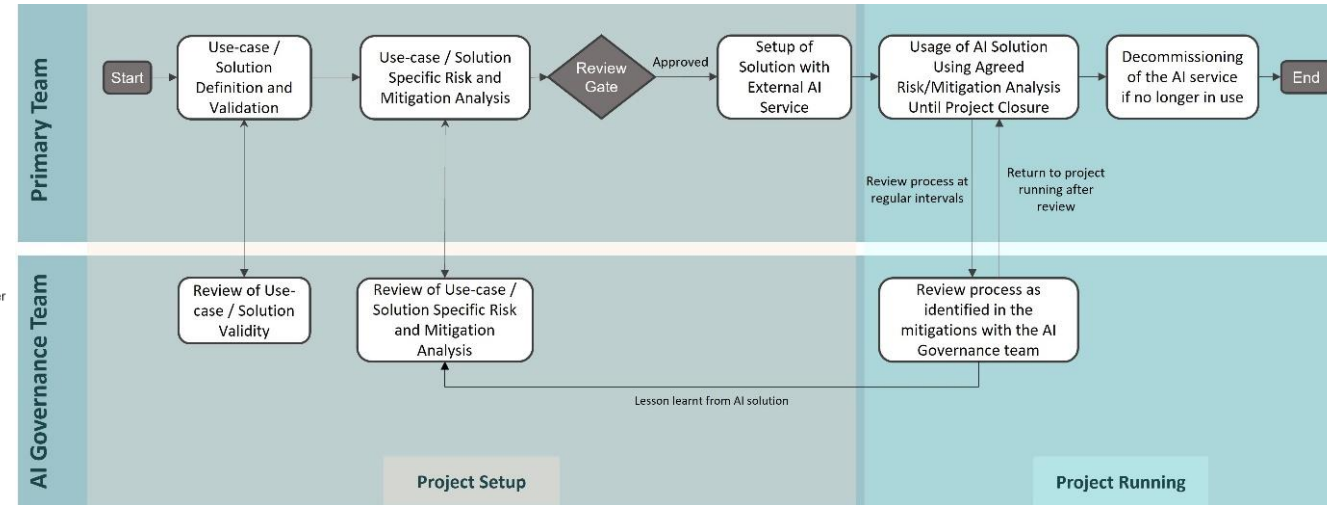 Primary Team
Start
Use-case /
Solution
Definition and
Validation
Use-case / Solution
Specific Risk and
Mitigation Analysis
Review
Gate
Approved
Setup of
Solution with
External AI
Service
Usage of AI Solution
Using Agreed
Risk/Mitigation Analysis
Until Project Closure
Decommissioning
of the AI service
if no longer in use
End
Review process at
regular intervals
Return to project
running after
review
er
AI Governance Team
Review of Use-
case / Solution
Validity
Review of Use-case /
Solution Specific Risk
and Mitigation
Analysis
Review process as
identified in the
mitigations with the AI
Governance team
Lesson learnt from AI solution
Project Setup
Project Running